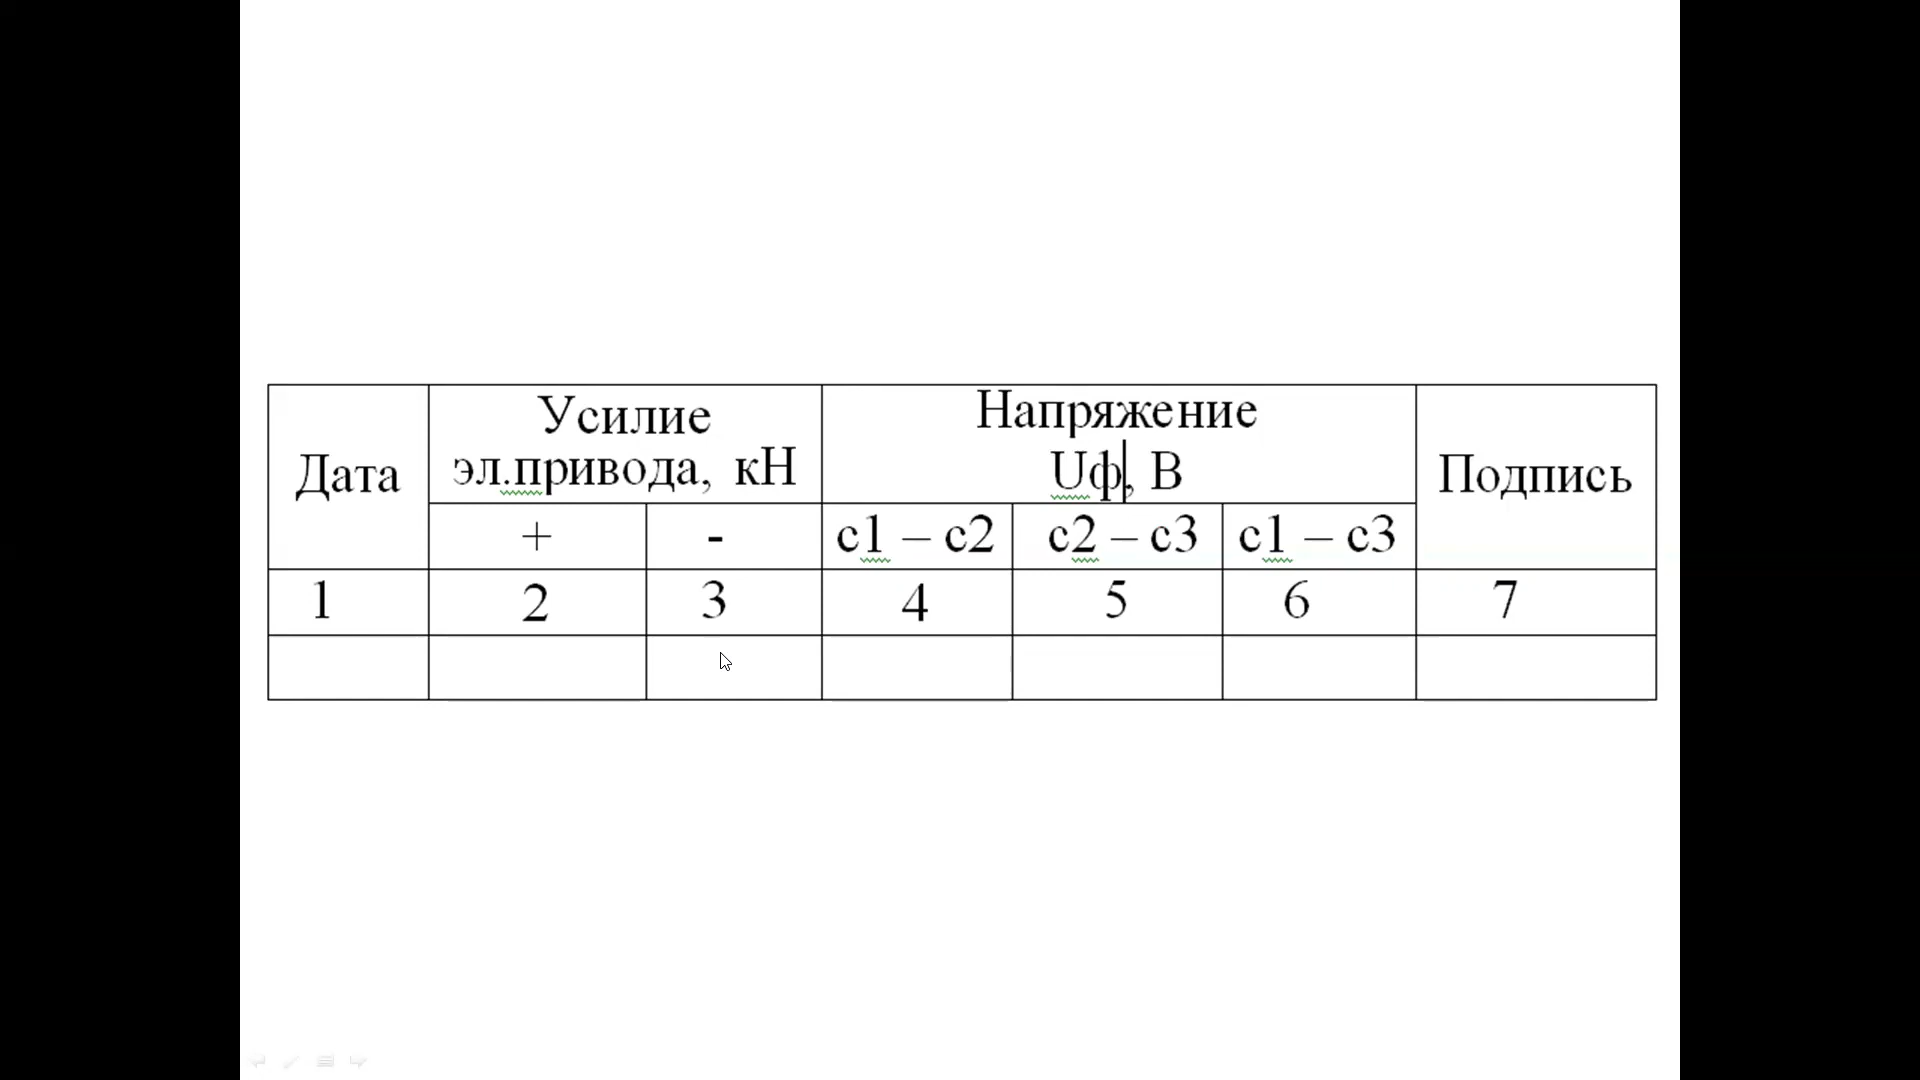 Дата
Усилие
эл.привода, кН
Напряжение
Uф, В
Подпись
+
-
с1 – с2
с2 – с3
с1 – с3
1
2
3
4
5
6
7